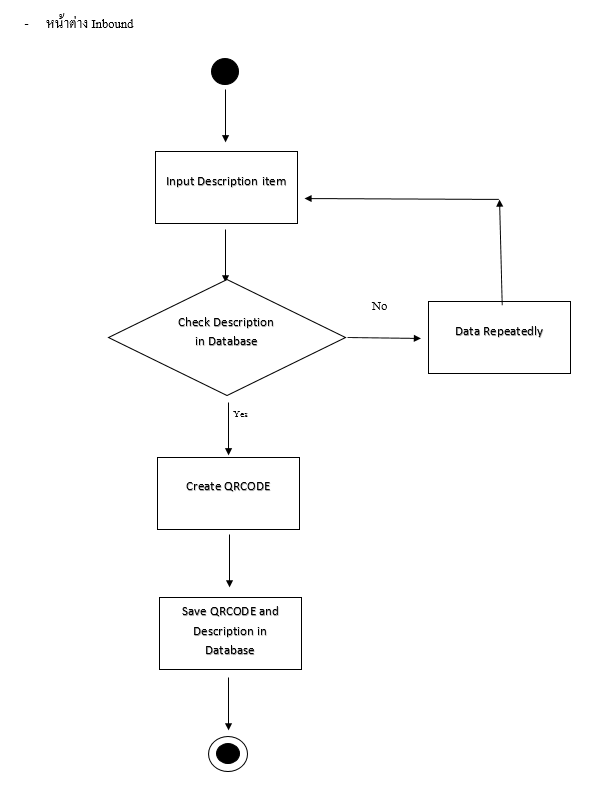 - หน้าต่าง Inbound
Input Description item
Check Description
in Database
No
Data Repeatedly
Yes
Create QRCODE
Save QRCODE and
Description in
Database